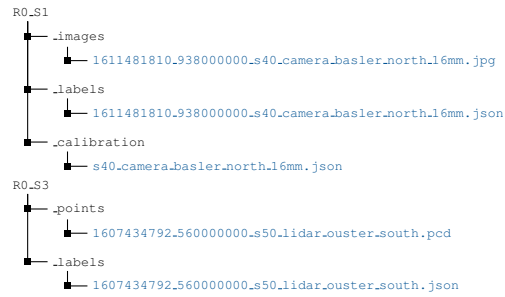 R0_S1
_images
1611481810_938000000_s40_camera_basler_north_16mm.jpg
_labels
1611481810_938000000_s40_camera_basler_north_16mm.json
_calibration
s40_camera_basler_north_16mm.json
R0_S3
_points
1607434792_560000000_s50_lidar_ouster_south.pcd
_labels
1607434792_560000000_s50_lidar_ouster_south.json